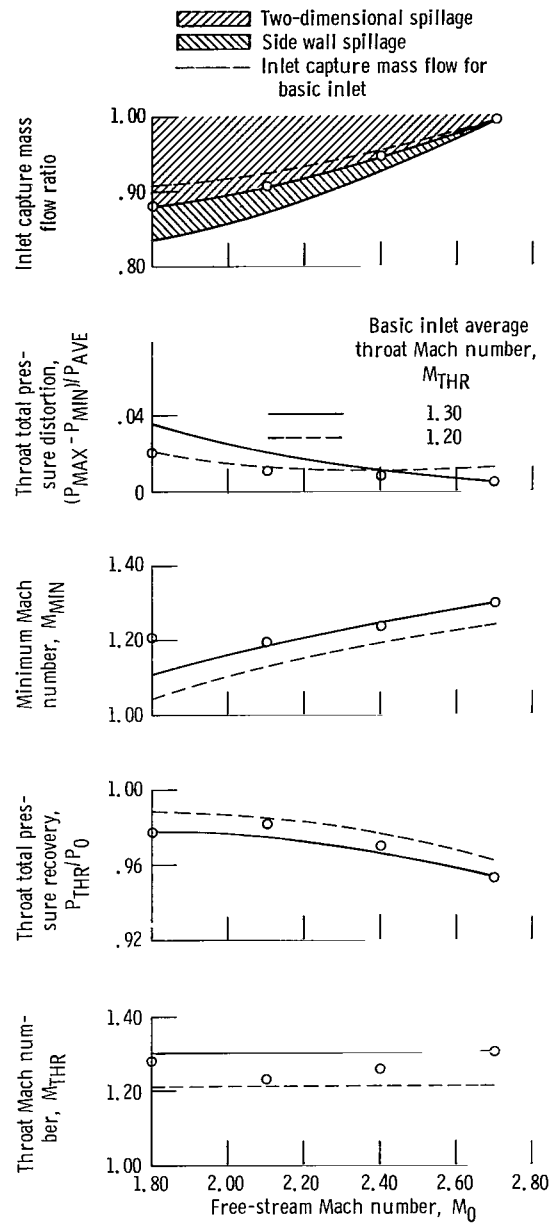 Two-dimensional spillage
Side wall spillage
Inlet capture mass flow for
basic inlet
Inlet capture mass
flow ratio
1.00
.90
.80
Throat total pres-
sure distortion,
(PMAX - PMIN)/PAVE
.04
0
Basic inlet average
throat Mach number,
MTHR
1.30
1.20
Minimum Mach
number, MMIN
1.40
1.20
1.00
Throat total pres-
sure recovery,
PTHR/P0
1.00
.96
.92
Throat Mach num-
ber, MTHR
1.40
1.20
1.00
1.80 2.00 2.20 2.40 2.60 2.80
Free-stream Mach number, M0